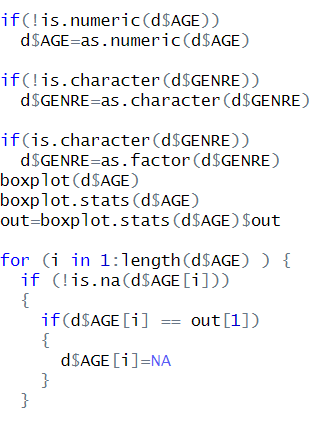 if(!is.numeric(d$AGE))
  d$AGE=as.numeric(d$AGE)

if(!is.character(d$GENRE))
  d$GENRE=as.character(d$GENRE)

if(is.character(d$GENRE))
  d$GENRE=as.factor(d$GENRE)
boxplot(d$AGE)
boxplot.stats(d$AGE)
out=boxplot.stats(d$AGE)$out

for (i in 1:length(d$AGE) ) {
  if (!is.na(d$AGE[i]))
  {
    if(d$AGE[i] == out[1])
    {
      d$AGE[i]=NA
    }
  }